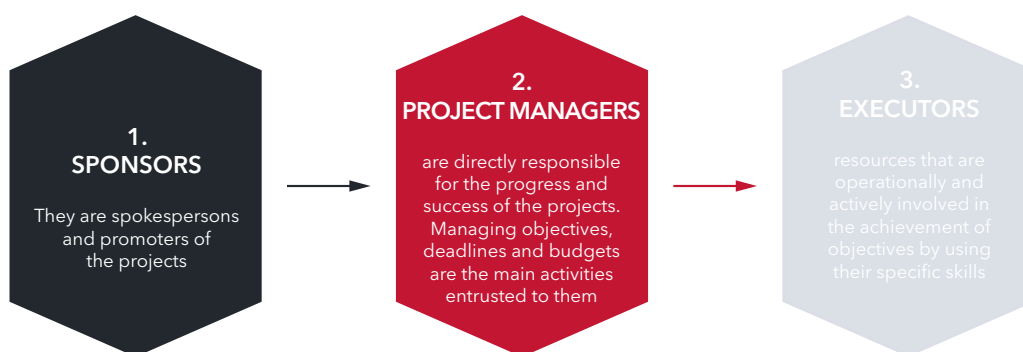 1.
SPONSORS
They are spokespersons
and promoters of
the projects
2.
PROJECT MANAGERS
are directly responsible
for the progress and
success of the projects.
Managing objectives,
deadlines and budgets
are the main activities
entrusted to them
3.
EXECUTORS
resources that are
operationally and
actively involved in
the achievement of
objectives by using
their specific skills